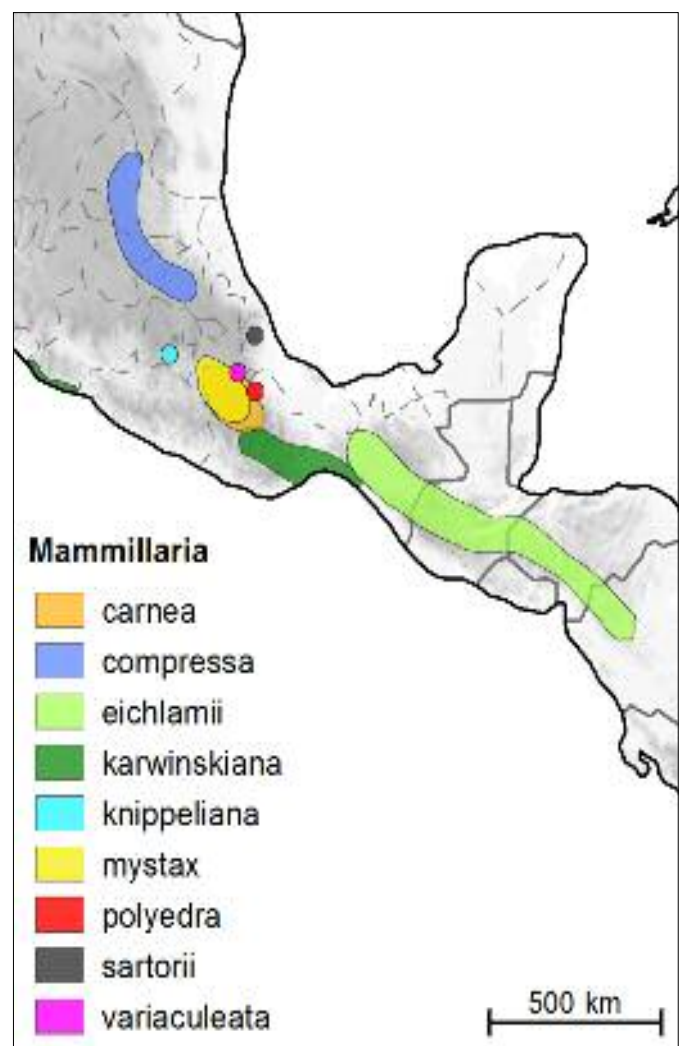 Mammillaria
carnea
compressa
eichlamii
karwinskiana
knippeliana
mystax
polyedra
sartorii
variaculeata
500 km